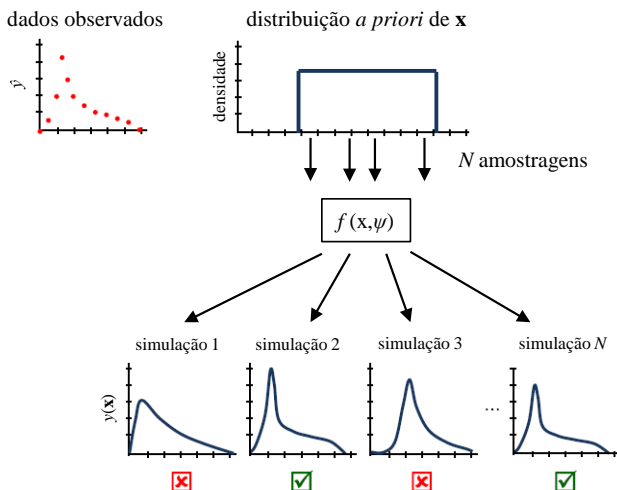 dados observados
distribuição a priori de x
ŷ
densidade
N amostragens
f (x,ψ)
simulação 1
simulação 2
simulação 3
simulação N
y(x)
...